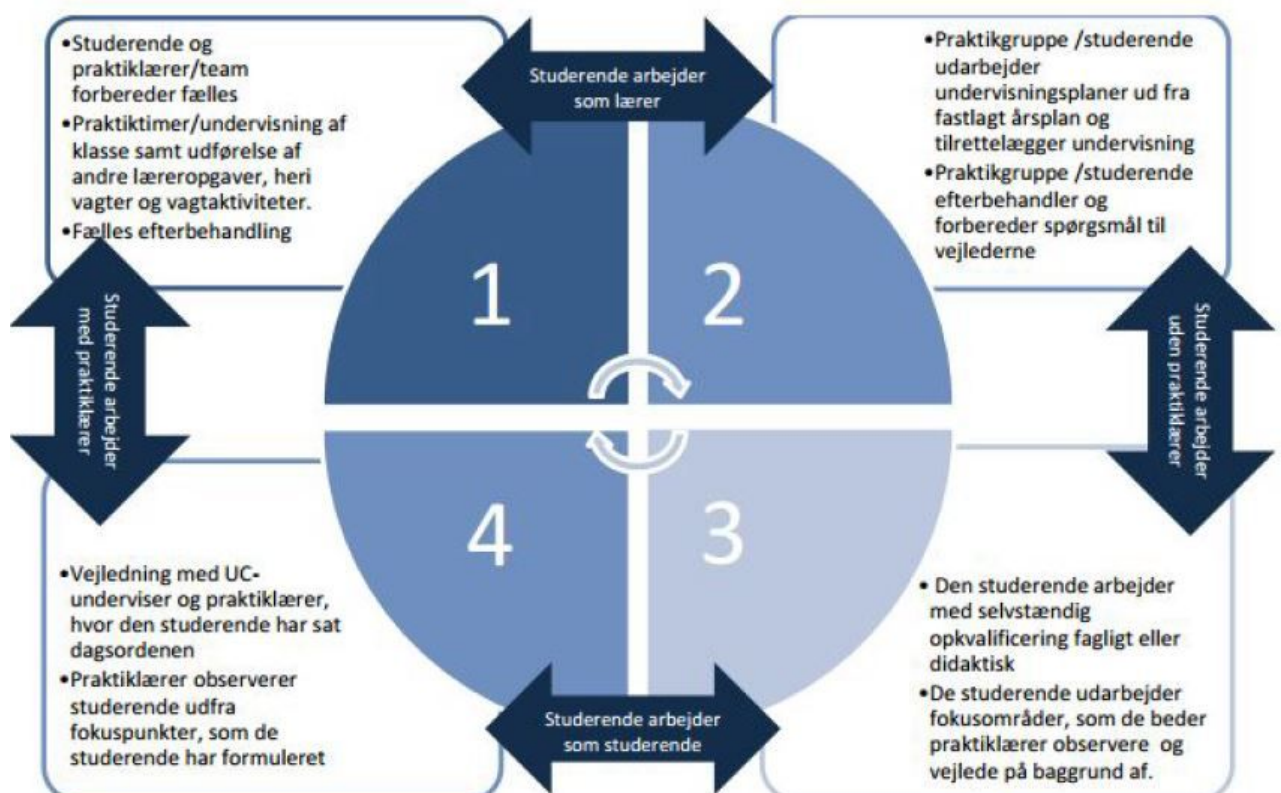 •Studerende og
praktiklærer/team
forbereder fælles
•Praktiktimer/undervisning af
klasse samt udførelse af
andre læreropgaver, heri
vagter og vagtaktiviteter.
•Fælles efterbehandling
Studerende arbejder
som lærer
•Praktikgruppe /studerende
udarbejder
undervisningsplaner ud fra
fastlagt årsplan og
tilrettelægger undervisning
•Praktikgruppe /studerende
efterbehandler og
forbereder spørgsmål til
vejlederne
1
2
Studerende arbejder
med praktiklærer
Studerende arbejder
uden praktiklærer
4
3
•Vejledning med UC-
underviser og praktiklærer,
hvor den studerende har sat
dagsordenen
•Praktiklærer observerer
studerende udfra
fokuspunkter, som de
studerende har formuleret
Studerende arbejder
som studerende
• Den studerende arbejder
med selvstændig
opkvalificering fagligt eller
didaktisk
•De studerende udarbejder
fokusområder, som de beder
praktiklærer observere og
vejlede på baggrund af.